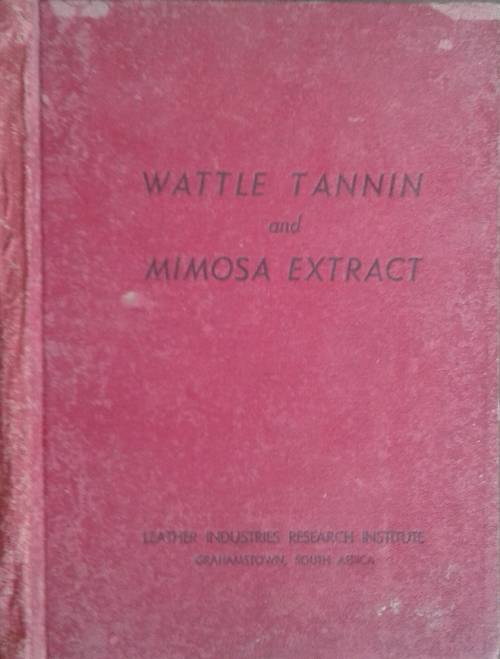 WATTLE TANNIN
and
MIMOSA EXTRACT
LEATHER INDUSTRIES RESEARCH INSTITUTE
GRAHAMSTOWN, SOUTH AFRICA